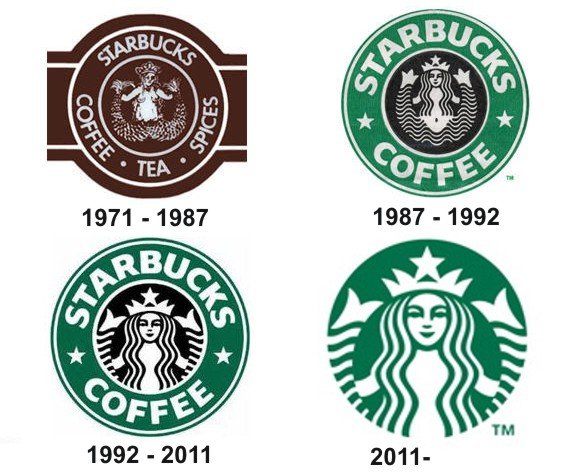 STARBUCKS
COFFEE • TEA • SPICES
1971 - 1987
STARBUCKS
COFFEE
TM
1987 - 1992
STARBUCKS
COFFEE
1992 - 2011
TM
2011-